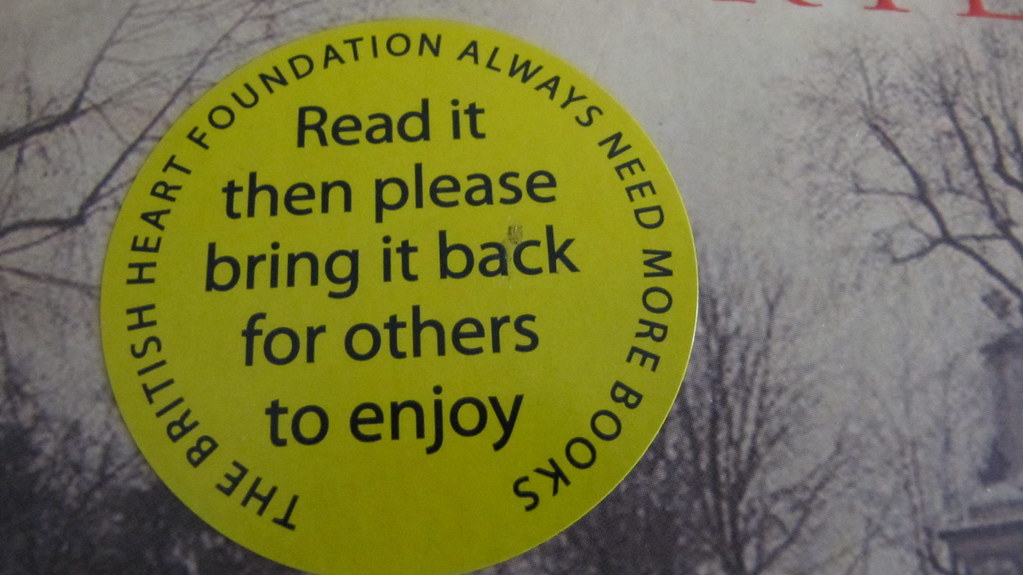 THE BRITISH HEART FOUNDATION ALWAYS NEED MORE BOOKS
Read it
then please
bring it back
for others
to enjoy